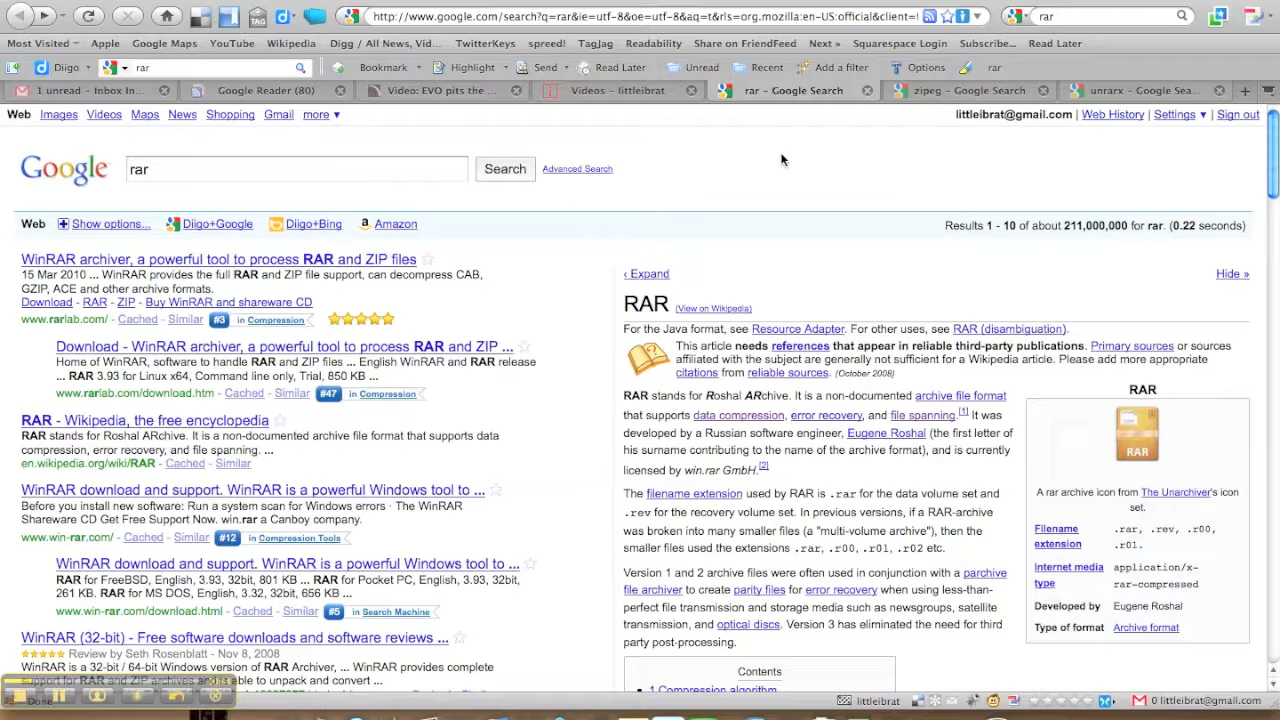 http://www.google.com/search?q=rar&ie=utf-8&oe=utf-8&aq=t&rls=org.mozilla:en-US:official&client=
rar
Most Visited Apple Google Maps YouTube Wikipedia Digg / All News, Vid... TwitterKeys spreed! TagJag Readability Share on FriendFeed Next » Squarespace Login Subscribe... Read Later
Diigo rar Bookmark Highlight Send Read Later Unread Recent Add a filter Options rar
1 unread – Inbox In... Google Reader (80) Video: EVO pits the ... Videos – littleibrat rar – Google Search zipeg – Google Search unrarx – Google Sea...
Web Images Videos Maps News Shopping Gmail more ▼ littleibrat@gmail.com | Web History | Settings ▼ | Sign out
Google rar Search Advanced Search
Web Show options... Diigo+Google Diigo+Bing Amazon Results 1 - 10 of about 211,000,000 for rar. (0.22 seconds)
WinRAR archiver, a powerful tool to process RAR and ZIP files
15 Mar 2010 ... WinRAR provides the full RAR and ZIP file support, can decompress CAB,
GZIP, ACE and other archive formats.
Download - RAR - ZIP - Buy WinRAR and shareware CD
www.rarlab.com/ - Cached - Similar #3 in Compression
Download - WinRAR archiver, a powerful tool to process RAR and ZIP ...
Home of WinRAR, software to handle RAR and ZIP files ... English WinRAR and RAR release
... RAR 3.93 for Linux x64, Command line only, Trial, 850 KB ...
www.rarlab.com/download.htm - Cached - Similar #47 in Compression
RAR - Wikipedia, the free encyclopedia
RAR stands for Roshal ARchive. It is a non-documented archive file format that supports data
compression, error recovery, and file spanning. ...
en.wikipedia.org/wiki/RAR - Cached - Similar
WinRAR download and support. WinRAR is a powerful Windows tool to ...
Before you install new software: Run a system scan for Windows errors · The WinRAR
Shareware CD Get Free Support Now. win.rar a Canboy company.
www.win-rar.com/ - Cached - Similar #12 in Compression Tools
WinRAR download and support. WinRAR is a powerful Windows tool to ...
RAR for FreeBSD, English, 3.93, 32bit, 801 KB ... RAR for Pocket PC, English, 3.93, 32bit,
261 KB. RAR for MS DOS, English, 3.32, 32bit, 656 KB ...
www.win-rar.com/download.html - Cached - Similar #5 in Search Machine
WinRAR (32-bit) - Free software downloads and software reviews ...
Review by Seth Rosenblatt - Nov 8, 2008
WinRAR is a 32-bit / 64-bit Windows version of RAR Archiver, ... WinRAR provides complete
support for RAR and ZIP archives and is able to unpack and convert ...
‹ Expand Hide »
RAR (View on Wikipedia)
For the Java format, see Resource Adapter. For other uses, see RAR (disambiguation).
This article needs references that appear in reliable third-party publications. Primary sources or sources
affiliated with the subject are generally not sufficient for a Wikipedia article. Please add more appropriate
citations from reliable sources. (October 2008)
RAR stands for Roshal ARchive. It is a non-documented archive file format
that supports data compression, error recovery, and file spanning.[1] It was
developed by a Russian software engineer, Eugene Roshal (the first letter of
his surname contributing to the name of the archive format), and is currently
licensed by win.rar GmbH.[2]
The filename extension used by RAR is .rar for the data volume set and
.rev for the recovery volume set. In previous versions, if a RAR-archive
was broken into many smaller files (a "multi-volume archive"), then the
smaller files used the extensions .rar, .r00, .r01, .r02 etc.
Version 1 and 2 archive files were often used in conjunction with a parchive
file archiver to create parity files for error recovery when using less-than-
perfect file transmission and storage media such as newsgroups, satellite
transmission, and optical discs. Version 3 has eliminated the need for third
party post-processing.
Contents
1 Compression algorithm
RAR
RAR
A rar archive icon from The Unarchiver's icon
set.
Filename extension .rar, .rev, .r00, .r01.
Internet media type application/x-rar-compressed
Developed by Eugene Roshal
Type of format Archive format
Done littleibrat 0 littleibrat@gmail.com